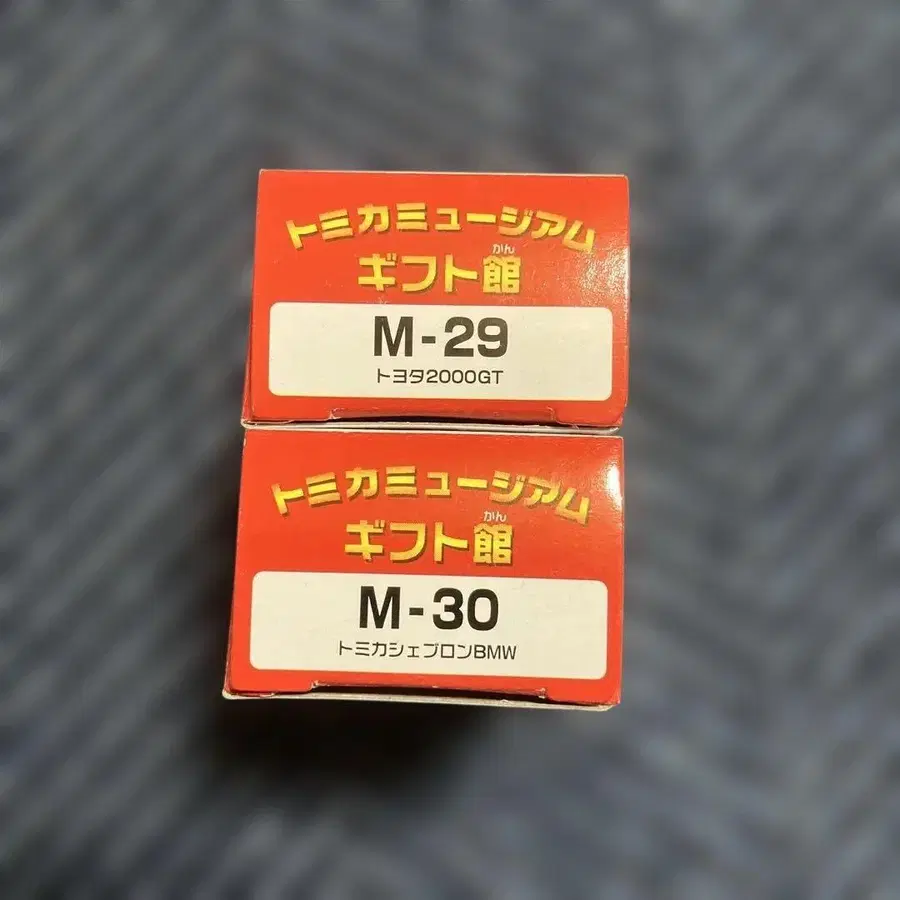 トミカミュージアム
かん
ギフト館
M-29
トヨタ2000GT
トミカミュージアム
かん
ギフト館
M-30
トミカシェブロンBMW